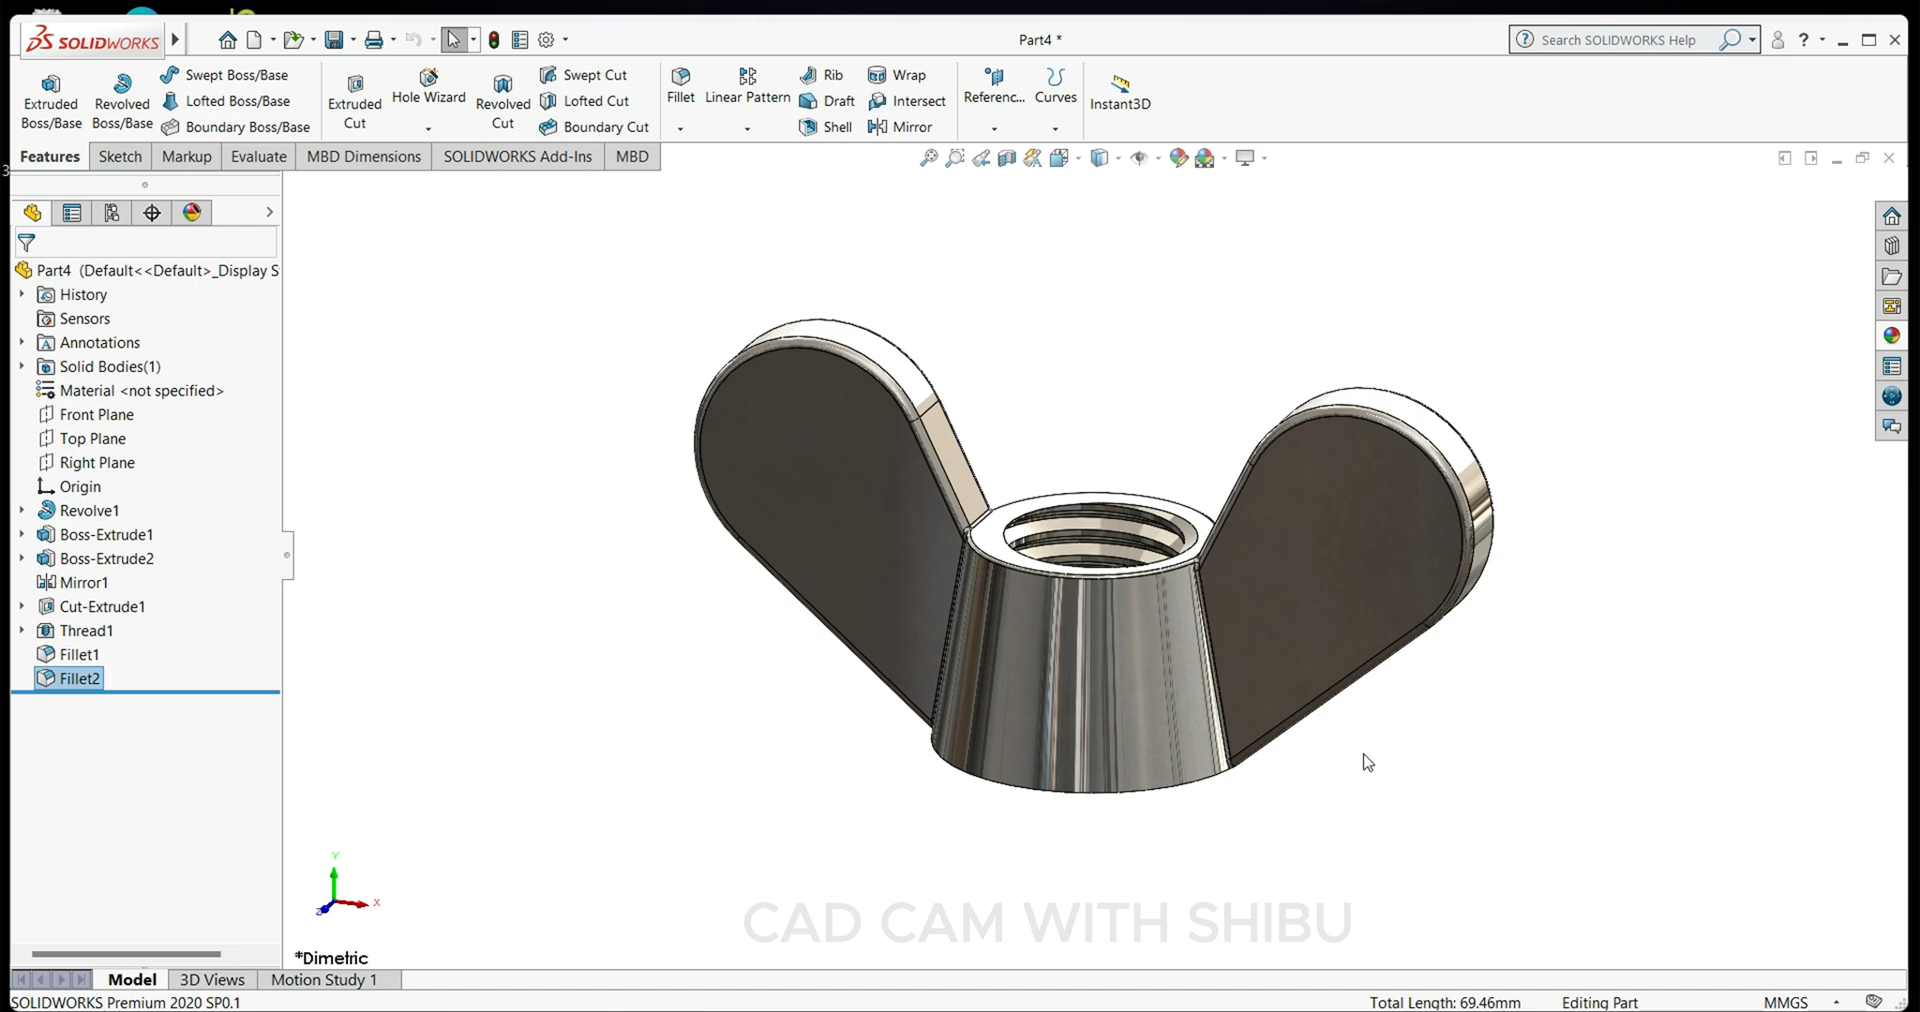 SOLIDWORKS
Part4 *
Search SOLIDWORKS Help
?
Extruded Boss/Base
Revolved Boss/Base
Swept Boss/Base
Lofted Boss/Base
Boundary Boss/Base
Extruded Cut
Hole Wizard
Revolved Cut
Swept Cut
Lofted Cut
Boundary Cut
Fillet
Linear Pattern
Rib
Draft
Shell
Wrap
Intersect
Mirror
Referenc...
Curves
Instant3D
Features
Sketch
Markup
Evaluate
MBD Dimensions
SOLIDWORKS Add-Ins
MBD
3
Part4 (Default<<Default>_Display S
History
Sensors
Annotations
Solid Bodies(1)
Material <not specified>
Front Plane
Top Plane
Right Plane
Origin
Revolve1
Boss-Extrude1
Boss-Extrude2
Mirror1
Cut-Extrude1
Thread1
Fillet1
Fillet2
Y
X
Z
CAD CAM WITH SHIBU
*Dimetric
Model
3D Views
Motion Study 1
SOLIDWORKS Premium 2020 SP0.1
Total Length: 69.46mm
Editing Part
MMGS